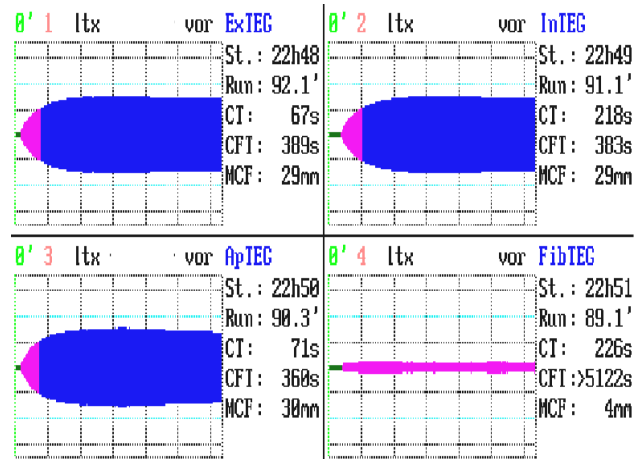 0' 1 ltx vor ExTEG
St.: 22h48
Run: 92.1'
CT: 67s
CFT: 389s
MCF: 29mm
0' 2 ltx vor InTEG
St.: 22h49
Run: 91.1'
CT: 218s
CFT: 383s
MCF: 29mm
0' 3 ltx vor ApTEG
St.: 22h50
Run: 90.3'
CT: 71s
CFT: 360s
MCF: 30mm
0' 4 ltx vor FibTEG
St.: 22h51
Run: 89.1'
CT: 226s
CFT:>5122s
MCF: 4mm